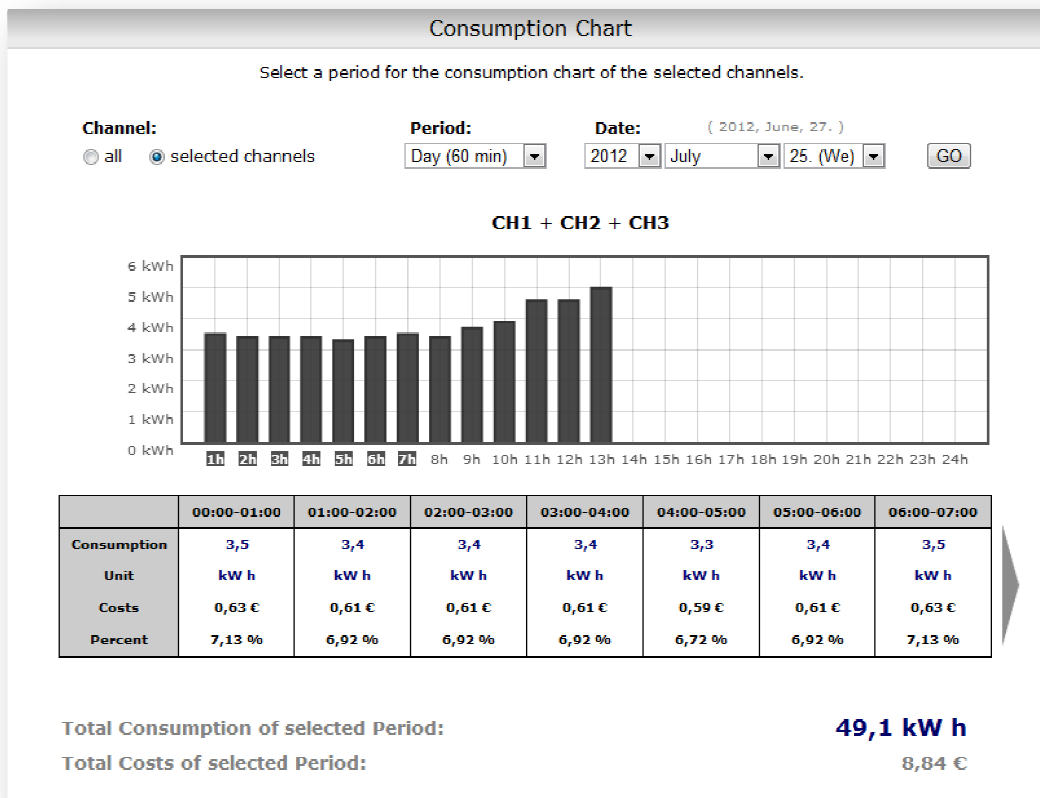 Consumption Chart
Select a period for the consumption chart of the selected channels.
Channel: Period: Date: ( 2012, June, 27. )
all selected channels Day (60 min) 2012 July 25. (We) GO
CH1 + CH2 + CH3
6 kWh
5 kWh
4 kWh
3 kWh
2 kWh
1 kWh
0 kWh
1h 2h 3h 4h 5h 6h 7h 8h 9h 10h 11h 12h 13h 14h 15h 16h 17h 18h 19h 20h 21h 22h 23h 24h
00:00-01:00 01:00-02:00 02:00-03:00 03:00-04:00 04:00-05:00 05:00-06:00 06:00-07:00
Consumption 3,5 3,4 3,4 3,4 3,3 3,4 3,5
Unit kW h kW h kW h kW h kW h kW h kW h
Costs 0,63 € 0,61 € 0,61 € 0,61 € 0,59 € 0,61 € 0,63 €
Percent 7,13 % 6,92 % 6,92 % 6,92 % 6,72 % 6,92 % 7,13 %
Total Consumption of selected Period: 49,1 kW h
Total Costs of selected Period: 8,84 €